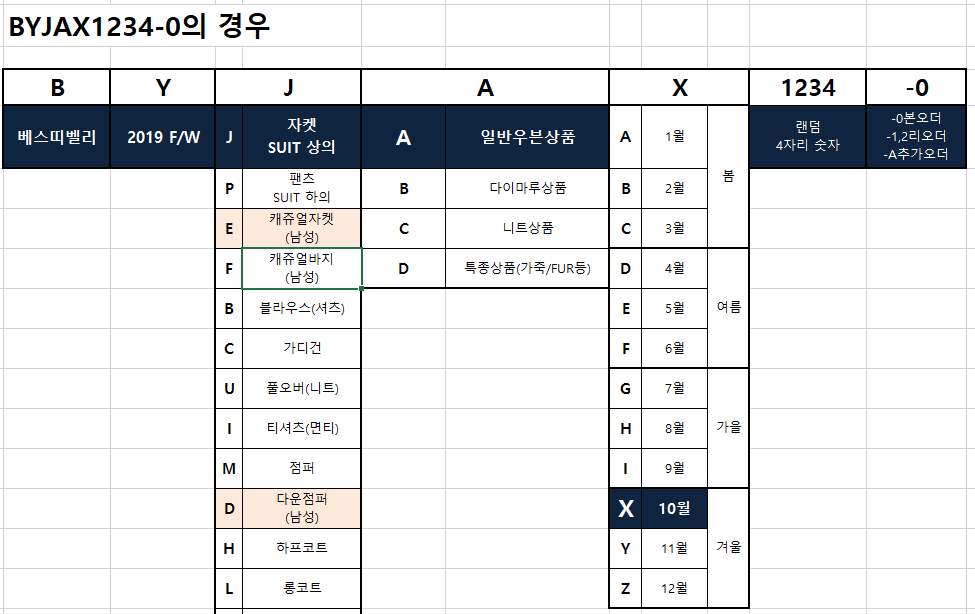 BYJAX1234-0의 경우
B Y J A X 1234 -0
베스띠벨리 2019 F/W J 자켓 SUIT 상의 A 일반우븐상품 A 1월 봄 랜덤 4자리 숫자 -0본오더 -1,2리오더 -A추가오더
P 팬츠 SUIT 하의 B 다이마루상품 B 2월
E 캐쥬얼자켓 (남성) C 니트상품 C 3월
F 캐쥬얼바지 (남성) D 특종상품(가죽/FUR등) D 4월 여름
B 블라우스(셔츠) E 5월
C 가디건 F 6월
U 풀오버(니트) G 7월 가을
I 티셔츠(면티) H 8월
M 점퍼 I 9월
D 다운점퍼 (남성) X 10월 겨울
H 하프코트 Y 11월
L 롱코트 Z 12월